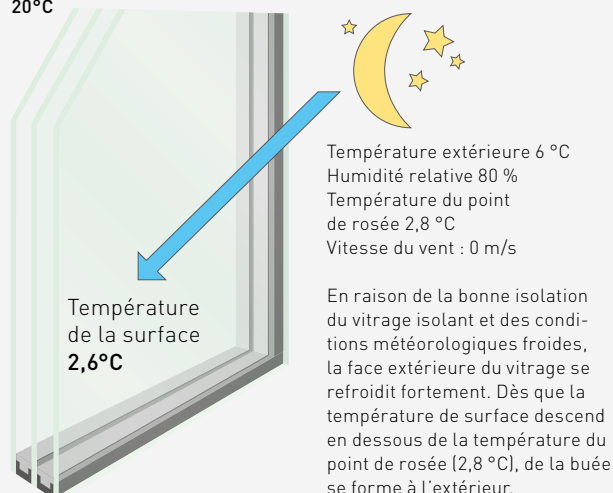 20°C
Température extérieure 6 °C
Humidité relative 80 %
Température du point
de rosée 2,8 °C
Vitesse du vent : 0 m/s
Température
de la surface
2,6°C
En raison de la bonne isolation
du vitrage isolant et des condi-
tions météorologiques froides,
la face extérieure du vitrage se
refroidit fortement. Dès que la
température de surface descend
en dessous de la température du
point de rosée (2,8 °C), de la buée
se forme à l'extérieur.